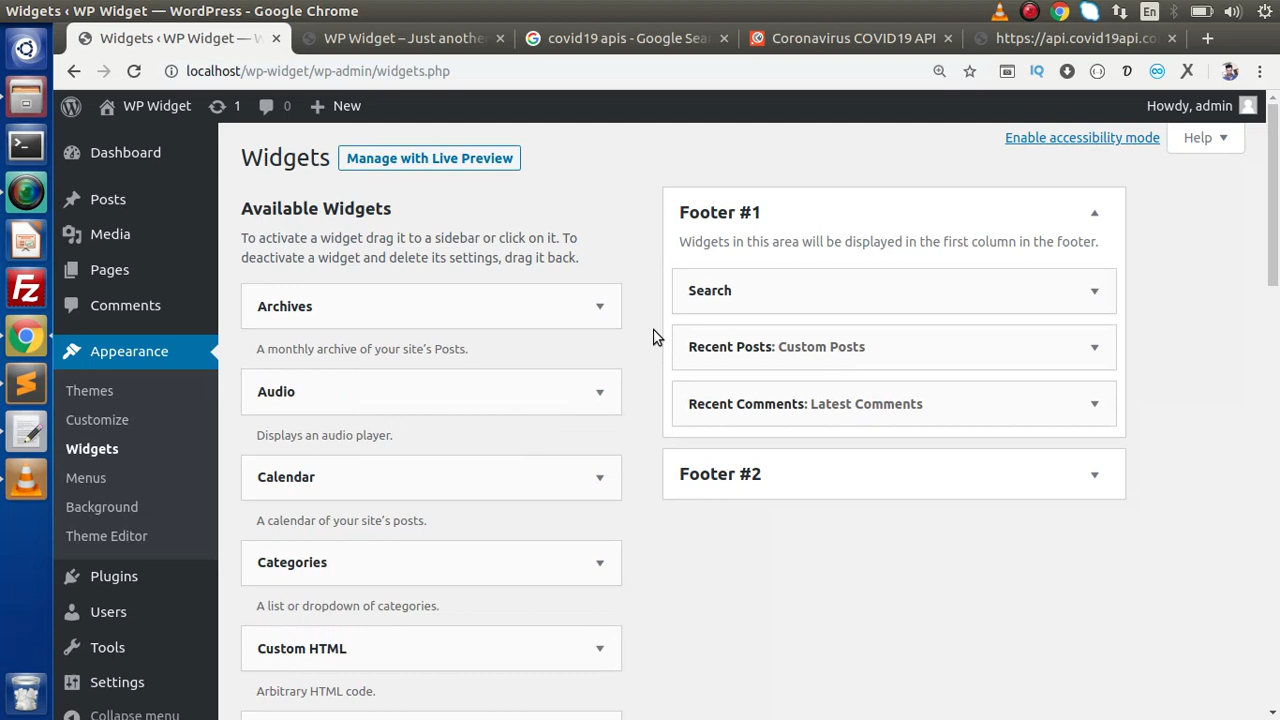 Widgets ‹ WP Widget — WordPress - Google Chrome
En
Widgets ‹ WP Widget —
WP Widget – Just anothe
covid19 apis - Google Sea
Coronavirus COVID19 API
https://api.covid19api.co
localhost/wp-widget/wp-admin/widgets.php
IQ
WP Widget
1
0
New
Howdy, admin
Dashboard
Posts
Media
Pages
Comments
Appearance
Themes
Customize
Widgets
Menus
Background
Theme Editor
Plugins
Users
Tools
Settings
Collapse menu
Enable accessibility mode
Help
Widgets
Manage with Live Preview
Available Widgets
To activate a widget drag it to a sidebar or click on it. To
deactivate a widget and delete its settings, drag it back.
Archives
A monthly archive of your site's Posts.
Audio
Displays an audio player.
Calendar
A calendar of your site's posts.
Categories
A list or dropdown of categories.
Custom HTML
Arbitrary HTML code.
Footer #1
Widgets in this area will be displayed in the first column in the footer.
Search
Recent Posts: Custom Posts
Recent Comments: Latest Comments
Footer #2